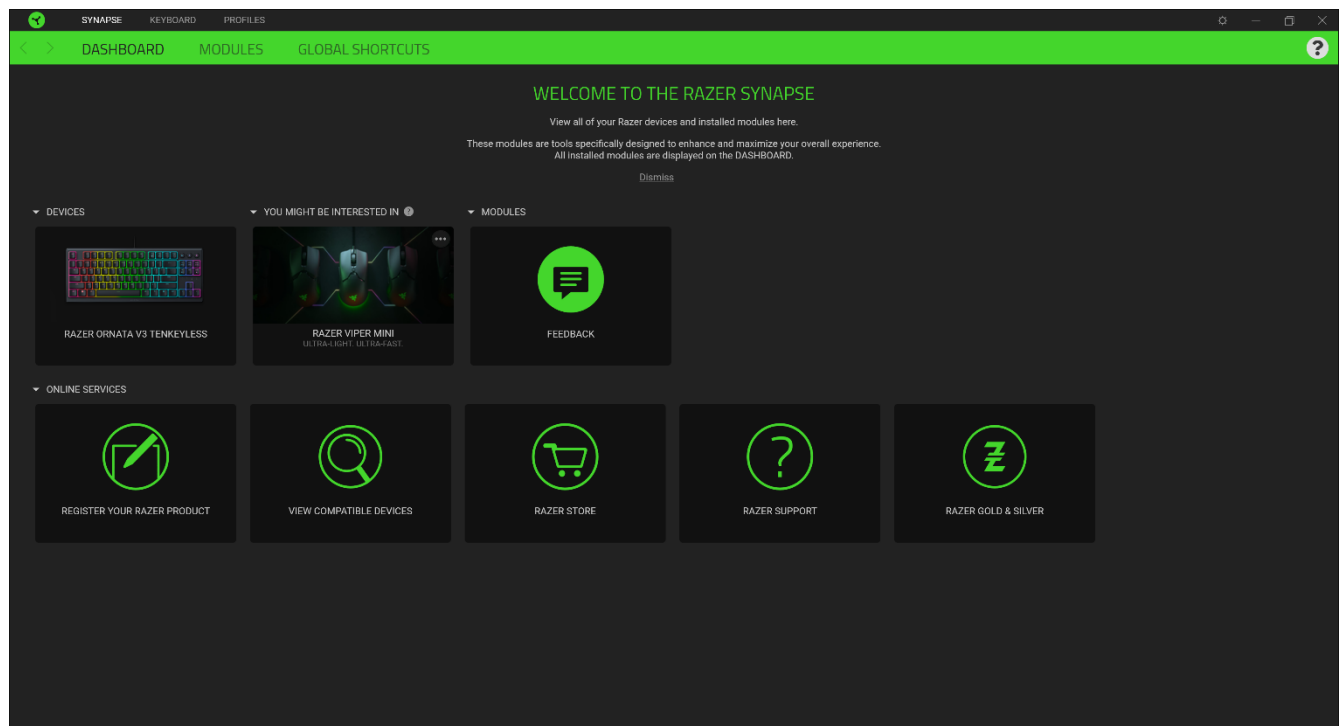 SYNAPSE KEYBOARD PROFILES
DASHBOARD MODULES GLOBAL SHORTCUTS
?
WELCOME TO THE RAZER SYNAPSE
View all of your Razer devices and installed modules here.
These modules are tools specifically designed to enhance and maximize your overall experience.
All installed modules are displayed on the DASHBOARD.
Dismiss
DEVICES
YOU MIGHT BE INTERESTED IN ?
MODULES
RAZER ORNATA V3 TENKEYLESS
RAZER VIPER MINI
ULTRA-LIGHT. ULTRA-FAST.
FEEDBACK
ONLINE SERVICES
REGISTER YOUR RAZER PRODUCT
VIEW COMPATIBLE DEVICES
RAZER STORE
RAZER SUPPORT
RAZER GOLD & SILVER